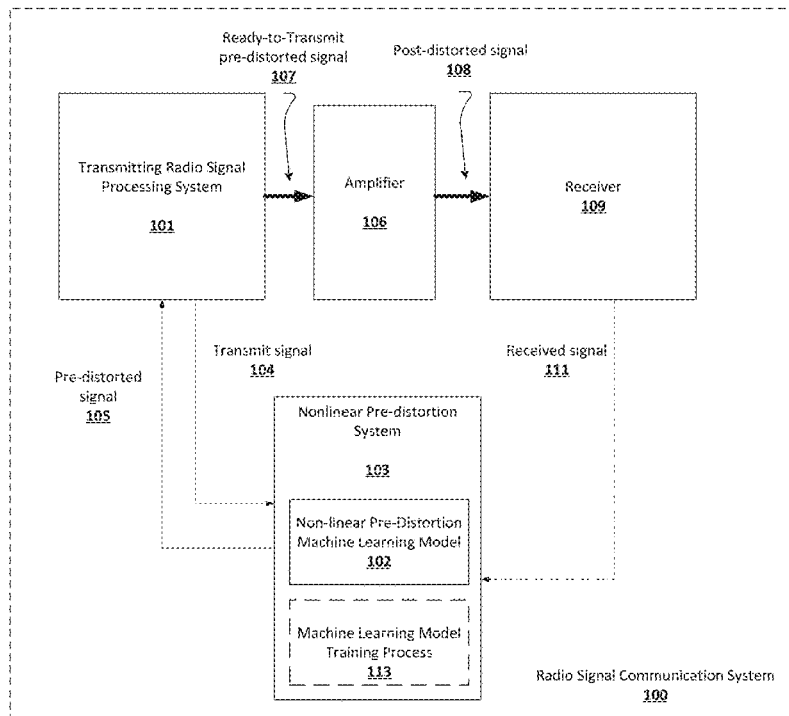 Ready-to-Transmit
pre-distorted signal
107
Post-distorted signal
108
Transmitting Radio Signal
Processing System
101
Amplifier
106
Receiver
109
Pre-distorted
signal
105
Transmit signal
104
Received signal
111
Nonlinear Pre-distortion
System
103
Non-linear Pre-Distortion
Machine Learning Model
102
Machine Learning Model
Training Process
113
Radio Signal Communication System
100